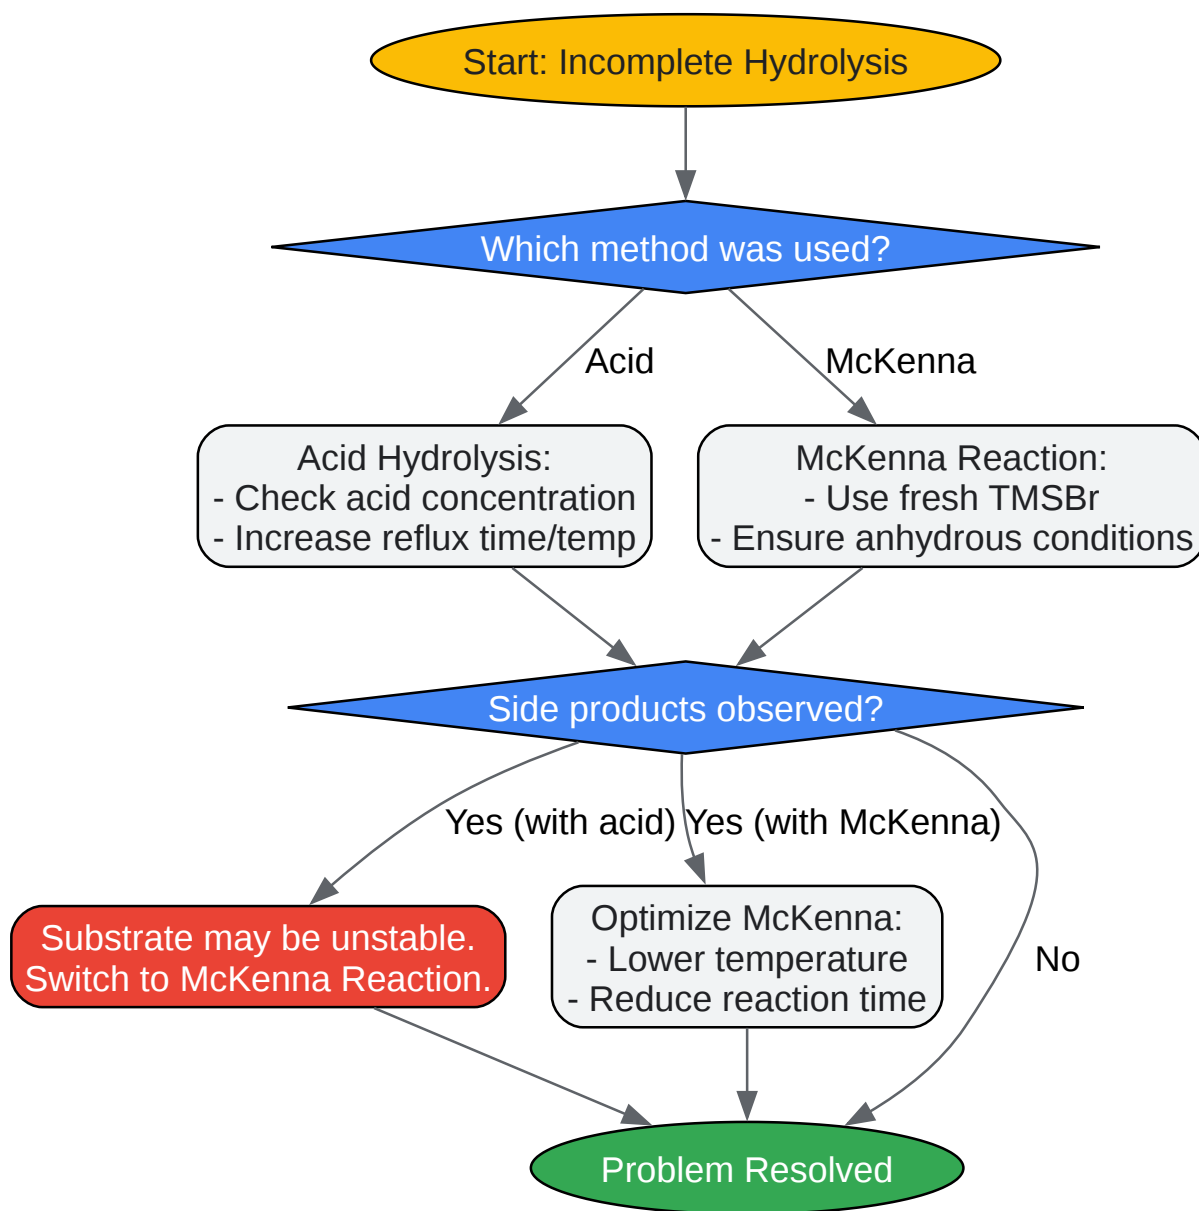 Start: Incomplete Hydrolysis
Which method was used?
Acid
McKenna
Acid Hydrolysis:
- Check acid concentration
- Increase reflux time/temp
McKenna Reaction:
- Use fresh TMSBr
- Ensure anhydrous conditions
Side products observed?
Yes (with acid)
Yes (with McKenna)
No
Substrate may be unstable.
Switch to McKenna Reaction.
Optimize McKenna:
- Lower temperature
- Reduce reaction time
Problem Resolved